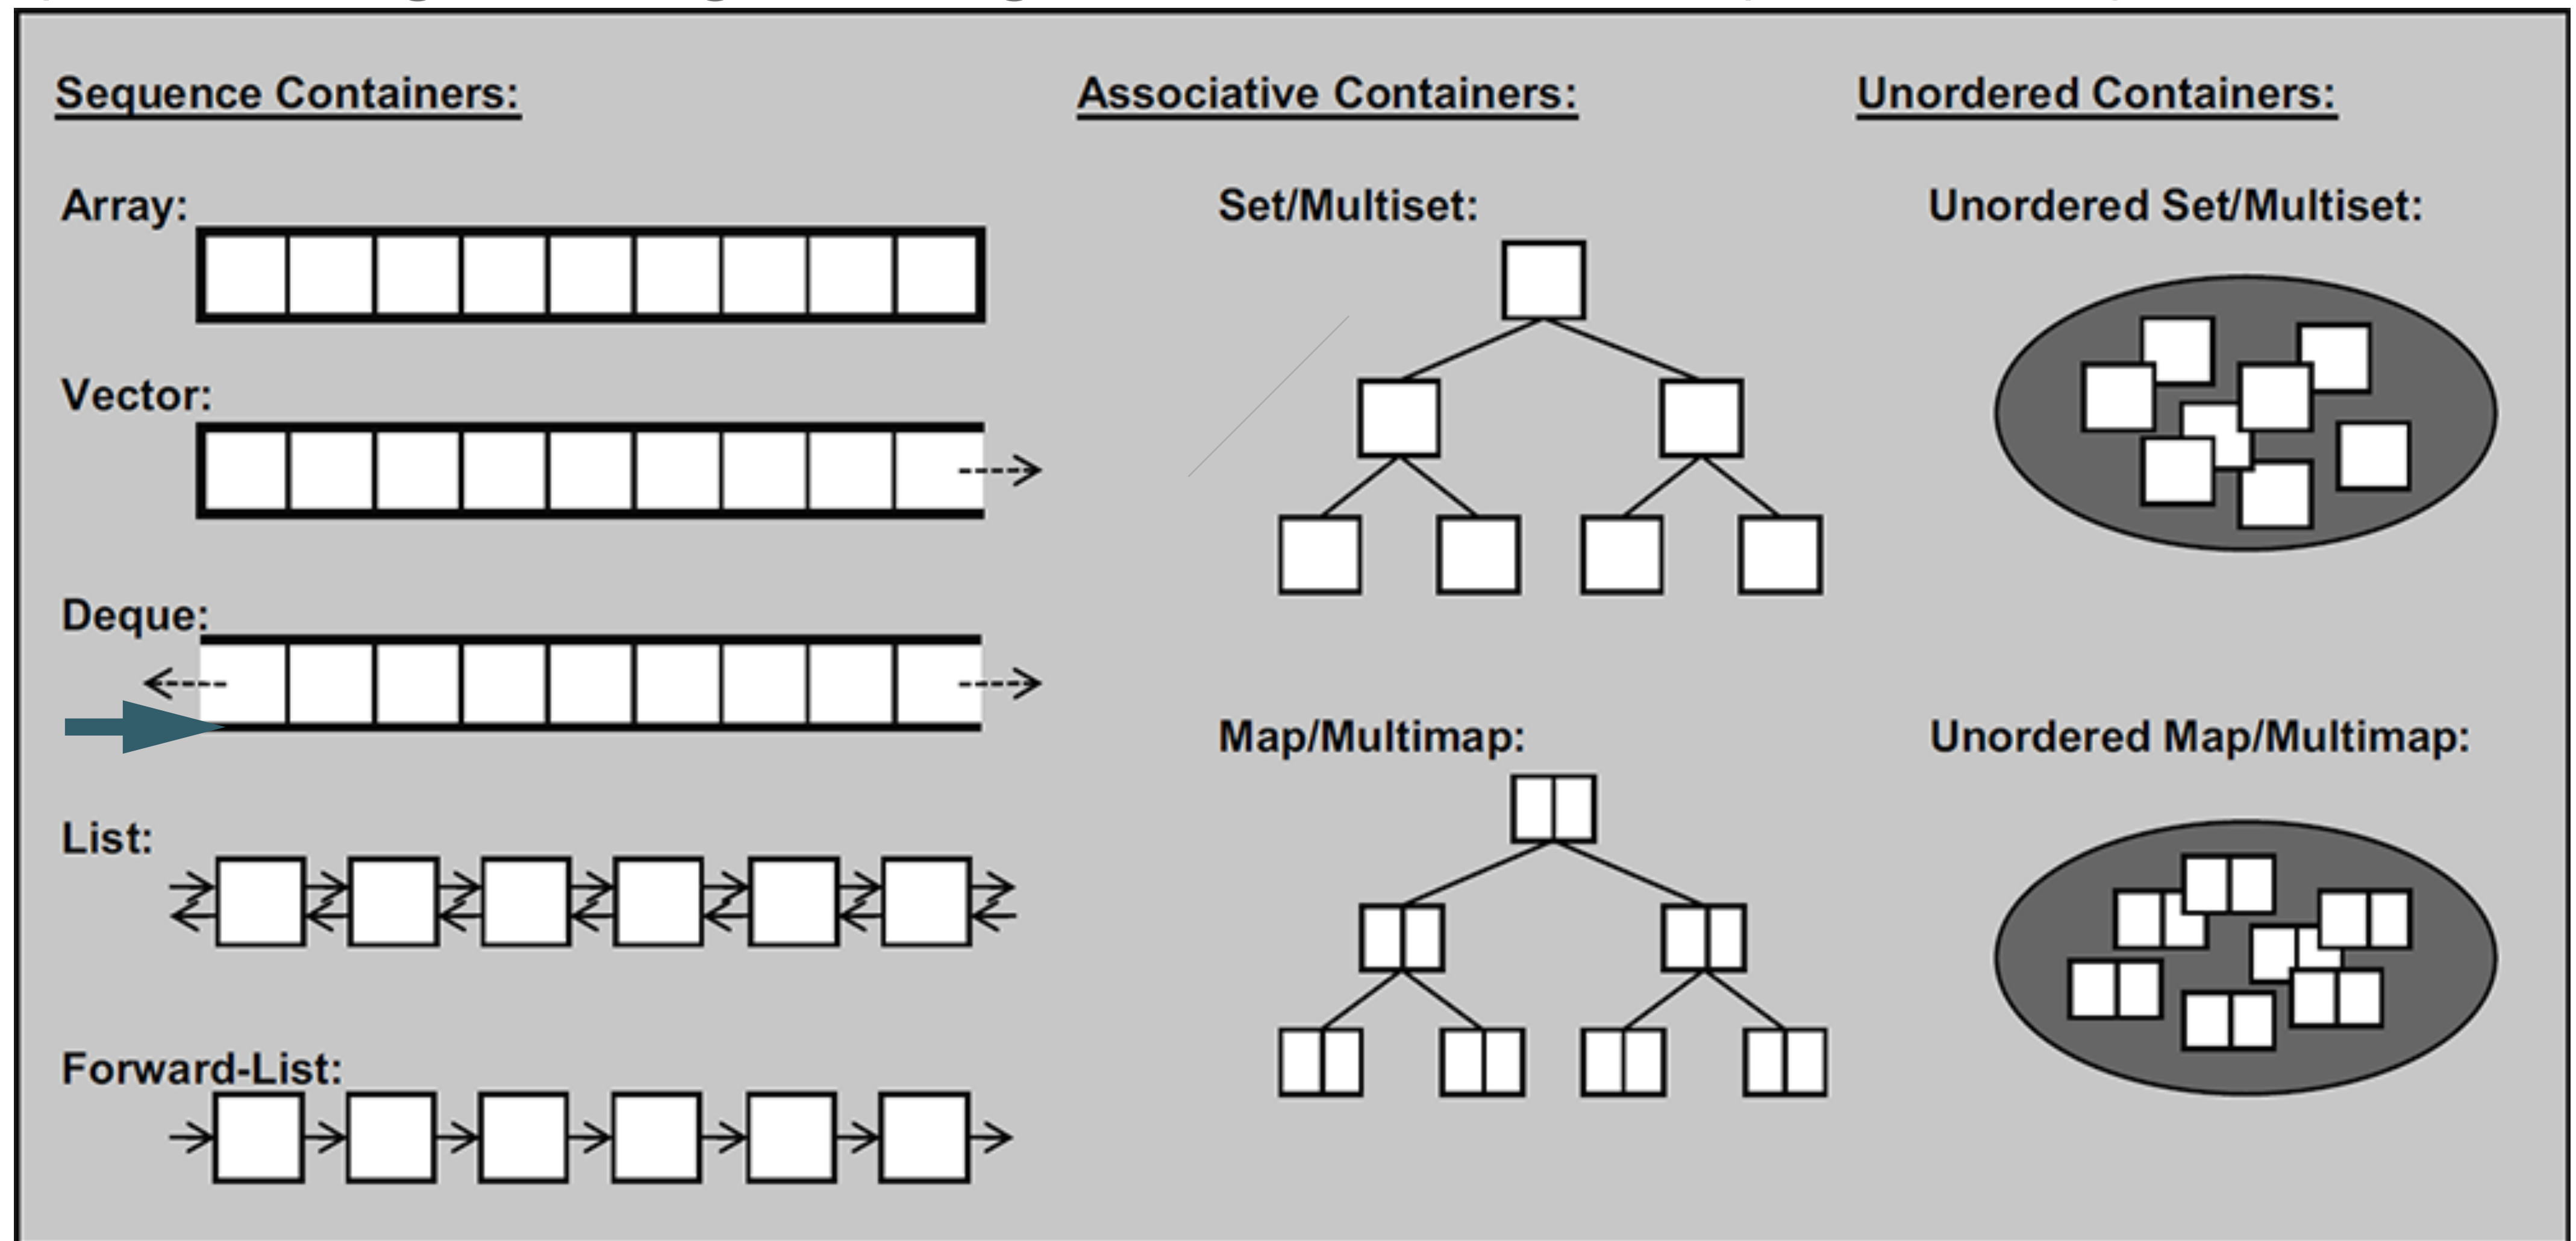 Sequence Containers:
Array:
Vector:
Deque:
List:
Forward-List:
Associative Containers:
Set/Multiset:
Map/Multimap:
Unordered Containers:
Unordered Set/Multiset:
Unordered Map/Multimap: